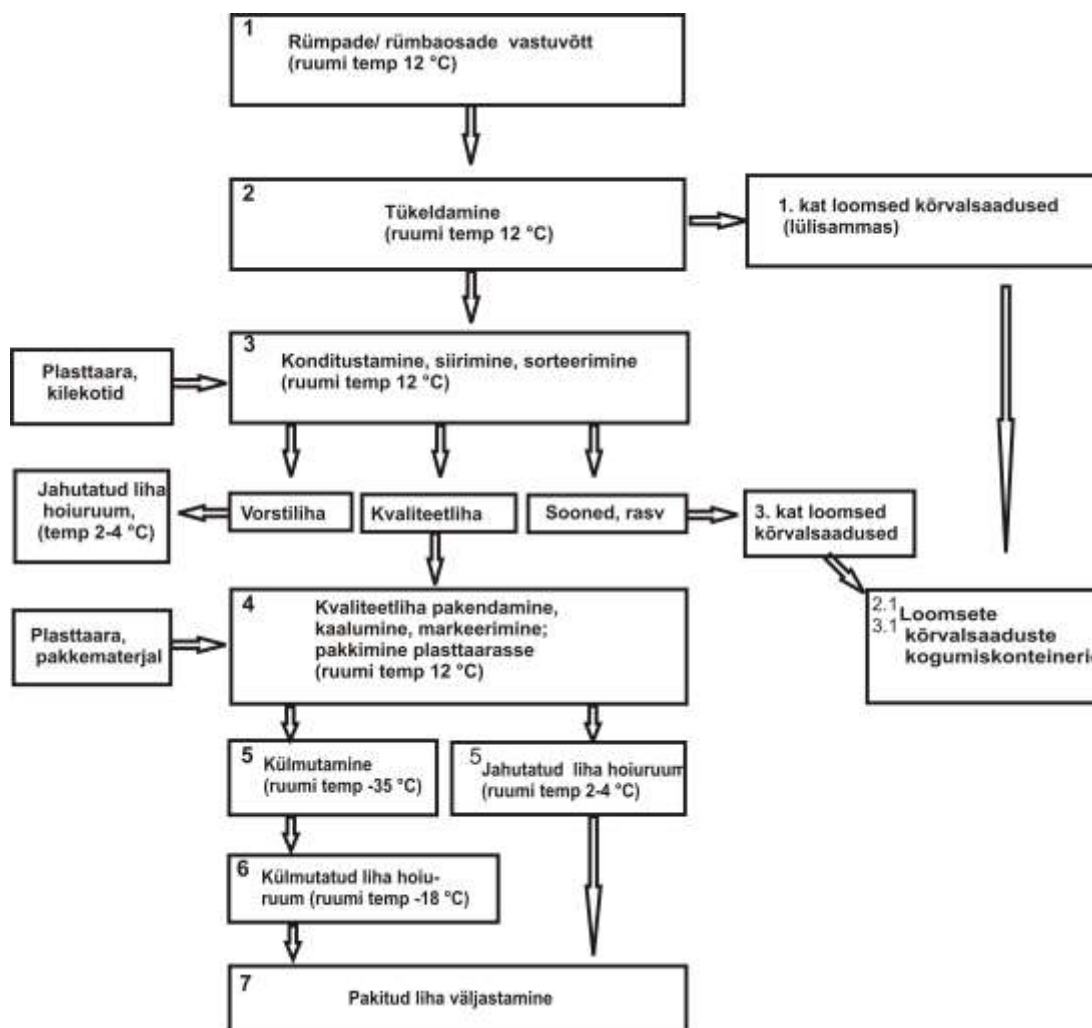 1
Rümpade/ rümbaosade vastuvõtt
(ruumi temp 12 °C)
2
Tükeldamine
(ruumi temp 12 °C)
1. kat loomsed kõrvalsaadused
(lülisammas)
3
Konditustamine, siirimine, sorteerimine
(ruumi temp 12 °C)
Plasttaara,
kilekotid
Jahutatud liha
hoiuruum,
(temp 2-4 °C)
Vorstiliha
Kvaliteetliha
Sooned, rasv
3. kat loomsed
kõrvalsaadused
4
Kvaliteetliha pakendamine,
kaalumine, markeerimine;
pakkimine plasttaarasse
(ruumi temp 12 °C)
Plasttaara,
pakkematerjal
2.1
3.1
Loomsete
kõrvalsaaduste
5
Külmutamine
(ruumi temp -35 °C)
5
Jahutatud liha hoiuruum
(ruumi temp 2-4 °C)
6
Külmutatud liha hoiu-
ruum (ruumi temp -18 °C)
7
Pakitud liha väljastamine